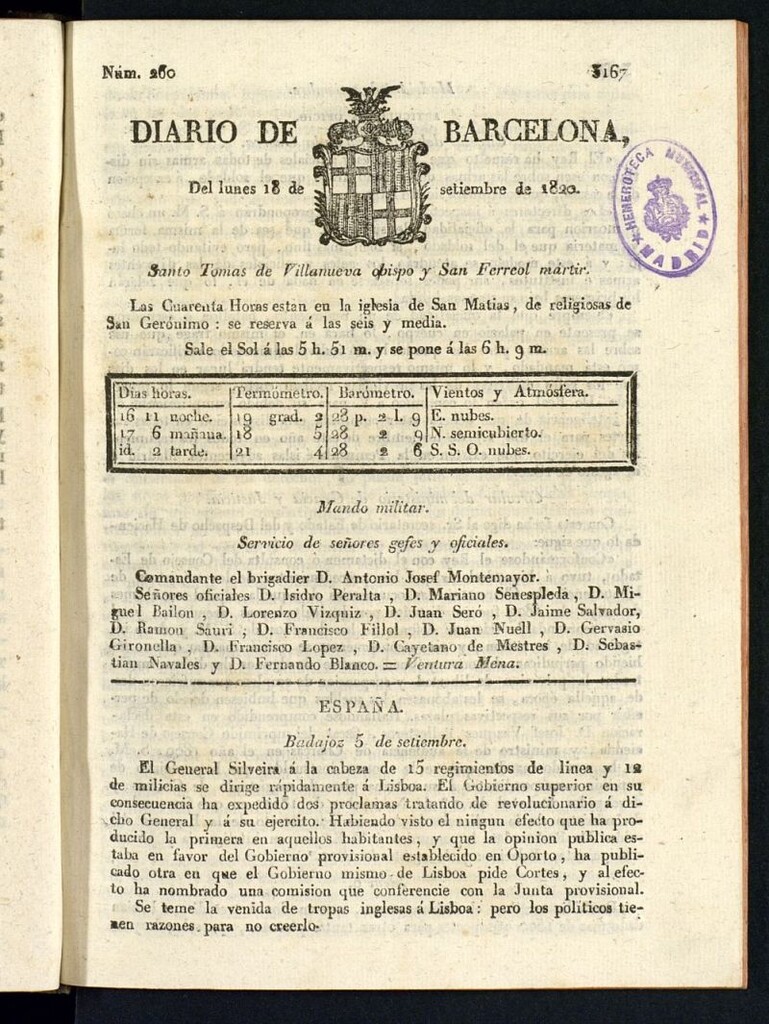 Núm. 260 3167
DIARIO DE BARCELONA,
Del lunes 18 de setiembre de 1820.
HEMEROTECA MUNICIPAL
★ MADRID ★
Santo Tomas de Villanueva obispo y San Ferreol mártir.
Las Cuarenta Horas estan en la iglesia de San Matias, de religiosas de
San Gerónimo : se reserva á las seis y media.
Sale el Sol á las 5 h. 51 m. y se pone á las 6 h. 9 m.
Dias horas. Termómetro. Barómetro. Vientos y Atmósfera.
16 11 noche. 19 grad. 2 28 p. 2 l. 9 E. nubes.
17 6 mañana. 18 5 28 2 9 N. semicubierto.
id. 2 tarde. 21 4 28 2 6 S. S. O. nubes.
Mando militar.
Servicio de señores gefes y oficiales.
Comandante el brigadier D. Antonio Josef Montemayor.
Señores oficiales D. Isidro Peralta , D. Mariano Senespleda , D. Mi-
guel Bailon , D. Lorenzo Vizquiz , D. Juan Seró , D. Jaime Salvador,
D. Ramon Sauri , D. Francisco Fillol , D. Juan Nuell , D. Gervasio
Gironella , D. Francisco Lopez , D. Cayetano de Mestres , D. Sebas-
tian Navales y D. Fernando Blanco. = Ventura Mena.
ESPAÑA.
Badajoz 5 de setiembre.
El General Silveira á la cabeza de 15 regimientos de linea y 12
de milicias se dirige rápidamente á Lisboa. El Gobierno superior en su
consecuencia ha expedido dos proclamas tratando de revolucionario á di-
cho General y á su ejercito. Habiendo visto el ningun efecto que ha pro-
ducido la primera en aquellos habitantes, y que la opinion publica es-
taba en favor del Gobierno provisional establecido en Oporto, ha publi-
cado otra en que el Gobierno mismo de Lisboa pide Cortes, y al efec-
to ha nombrado una comision que conferencie con la Junta provisional.
Se teme la venida de tropas inglesas á Lisboa : pero los políticos tie-
nen razones para no creerlo.